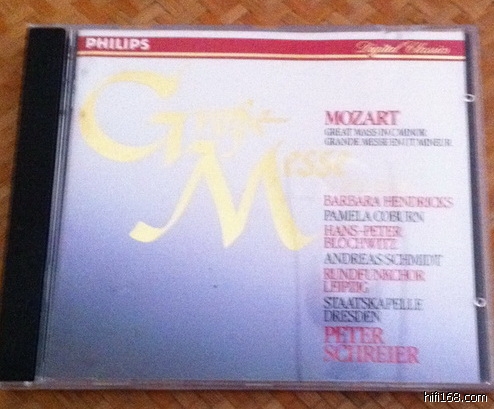 PHILIPS
Digital Classics
Große
Messe
MOZART
GREAT MASS IN C MINOR
GRANDE MESSE EN UT MINEUR
BARBARA HENDRICKS
PAMELA COBURN
HANS-PETER
BLOCHWITZ
ANDREAS SCHMIDT
RUNDFUNKCHOR
LEIPZIG
STAATSKAPELLE
DRESDEN
PETER
SCHREIER
hifi168.com